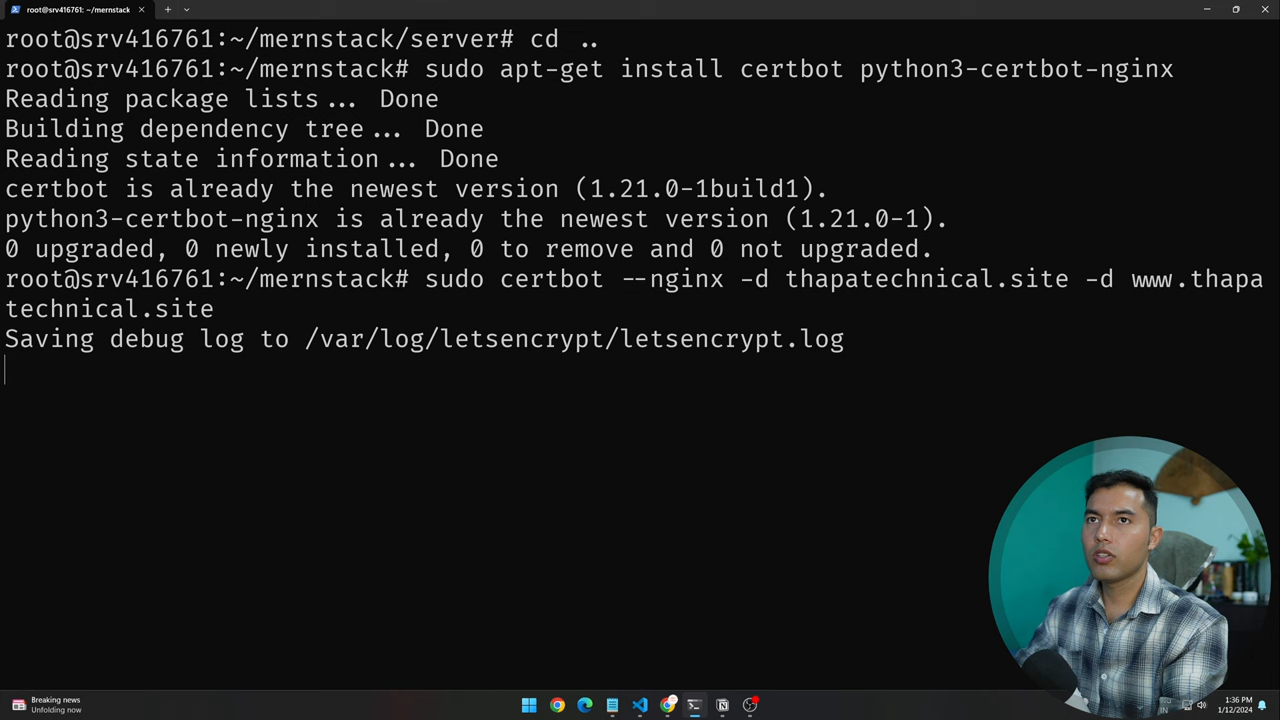 root@srv416761: ~/mernstack
root@srv416761:~/mernstack/server# cd ..
root@srv416761:~/mernstack# sudo apt-get install certbot python3-certbot-nginx
Reading package lists... Done
Building dependency tree... Done
Reading state information... Done
certbot is already the newest version (1.21.0-1build1).
python3-certbot-nginx is already the newest version (1.21.0-1).
0 upgraded, 0 newly installed, 0 to remove and 0 not upgraded.
root@srv416761:~/mernstack# sudo certbot --nginx -d thapatechnical.site -d www.thapa
technical.site
Saving debug log to /var/log/letsencrypt/letsencrypt.log
Breaking news
Unfolding now
IN
1:36 PM
1/12/2024